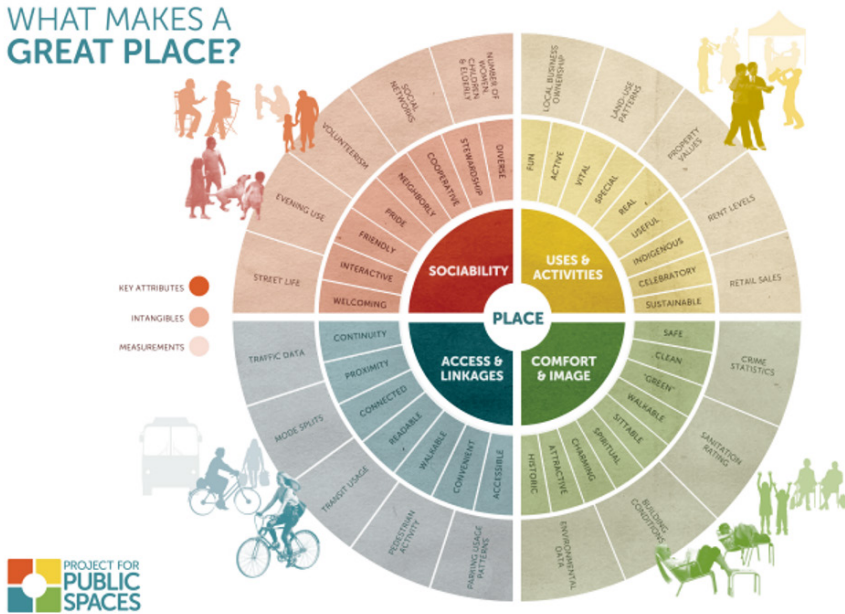 WHAT MAKES A
GREAT PLACE?
NUMBER OF
WOMEN,
CHILDREN
& ELDERLY
SOCIAL
NETWORKS
VOLUNTEERISM
EVENING USE
STREET LIFE
DIVERSE
STEWARDSHIP
COOPERATIVE
NEIGHBORLY
PRIDE
FRIENDLY
INTERACTIVE
WELCOMING
SOCIABILITY
LOCAL BUSINESS
OWNERSHIP
LAND-USE
PATTERNS
PROPERTY
VALUES
RENT LEVELS
RETAIL SALES
FUN
ACTIVE
VITAL
SPECIAL
REAL
USEFUL
INDIGENOUS
CELEBRATORY
SUSTAINABLE
USES &
ACTIVITIES
KEY ATTRIBUTES
INTANGIBLES
MEASUREMENTS
PLACE
ACCESS &
LINKAGES
CONTINUITY
PROXIMITY
CONNECTED
READABLE
WALKABLE
CONVENIENT
ACCESSIBLE
TRAFFIC DATA
MODE SPLITS
TRANSIT USAGE
PEDESTRIAN
ACTIVITY
PARKING USAGE
PATTERNS
COMFORT
& IMAGE
SAFE
CLEAN
"GREEN"
WALKABLE
SITTABLE
SPIRITUAL
CHARMING
ATTRACTIVE
HISTORIC
CRIME
STATISTICS
SANITATION
RATING
BUILDING
CONDITIONS
ENVIRONMENTAL
DATA
PROJECT FOR
PUBLIC
SPACES